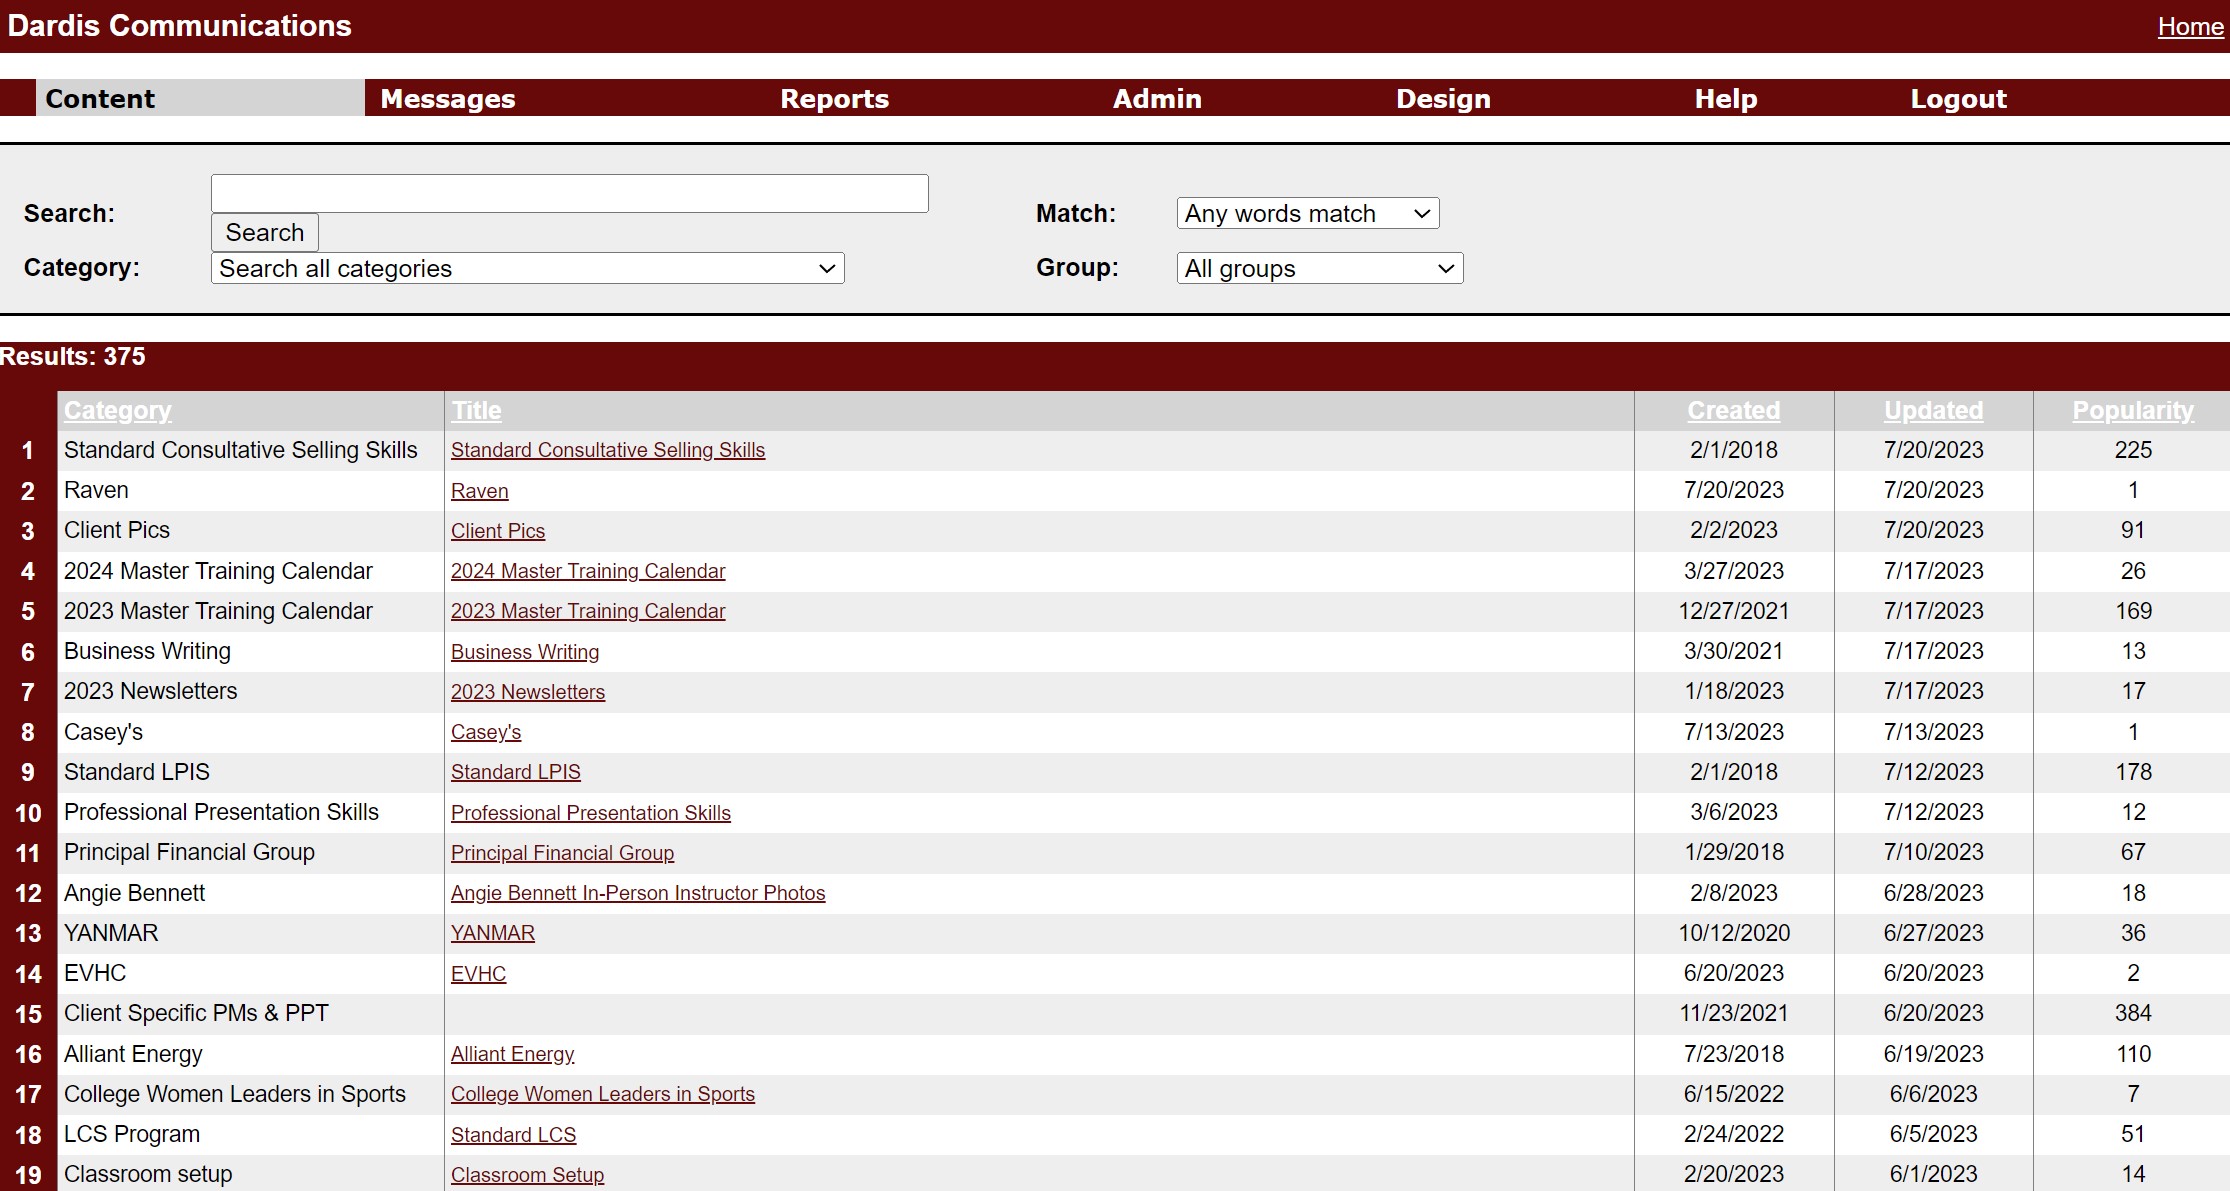 Dardis Communications Home
Content Messages Reports Admin Design Help Logout
Search: Match: Any words match
Search
Category: Search all categories Group: All groups
Results: 375
Category Title Created Updated Popularity
1 Standard Consultative Selling Skills Standard Consultative Selling Skills 2/1/2018 7/20/2023 225
2 Raven Raven 7/20/2023 7/20/2023 1
3 Client Pics Client Pics 2/2/2023 7/20/2023 91
4 2024 Master Training Calendar 2024 Master Training Calendar 3/27/2023 7/17/2023 26
5 2023 Master Training Calendar 2023 Master Training Calendar 12/27/2021 7/17/2023 169
6 Business Writing Business Writing 3/30/2021 7/17/2023 13
7 2023 Newsletters 2023 Newsletters 1/18/2023 7/17/2023 17
8 Casey's Casey's 7/13/2023 7/13/2023 1
9 Standard LPIS Standard LPIS 2/1/2018 7/12/2023 178
10 Professional Presentation Skills Professional Presentation Skills 3/6/2023 7/12/2023 12
11 Principal Financial Group Principal Financial Group 1/29/2018 7/10/2023 67
12 Angie Bennett Angie Bennett In-Person Instructor Photos 2/8/2023 6/28/2023 18
13 YANMAR YANMAR 10/12/2020 6/27/2023 36
14 EVHC EVHC 6/20/2023 6/20/2023 2
15 Client Specific PMs & PPT 11/23/2021 6/20/2023 384
16 Alliant Energy Alliant Energy 7/23/2018 6/19/2023 110
17 College Women Leaders in Sports College Women Leaders in Sports 6/15/2022 6/6/2023 7
18 LCS Program Standard LCS 2/24/2022 6/5/2023 51
19 Classroom setup Classroom Setup 2/20/2023 6/1/2023 14